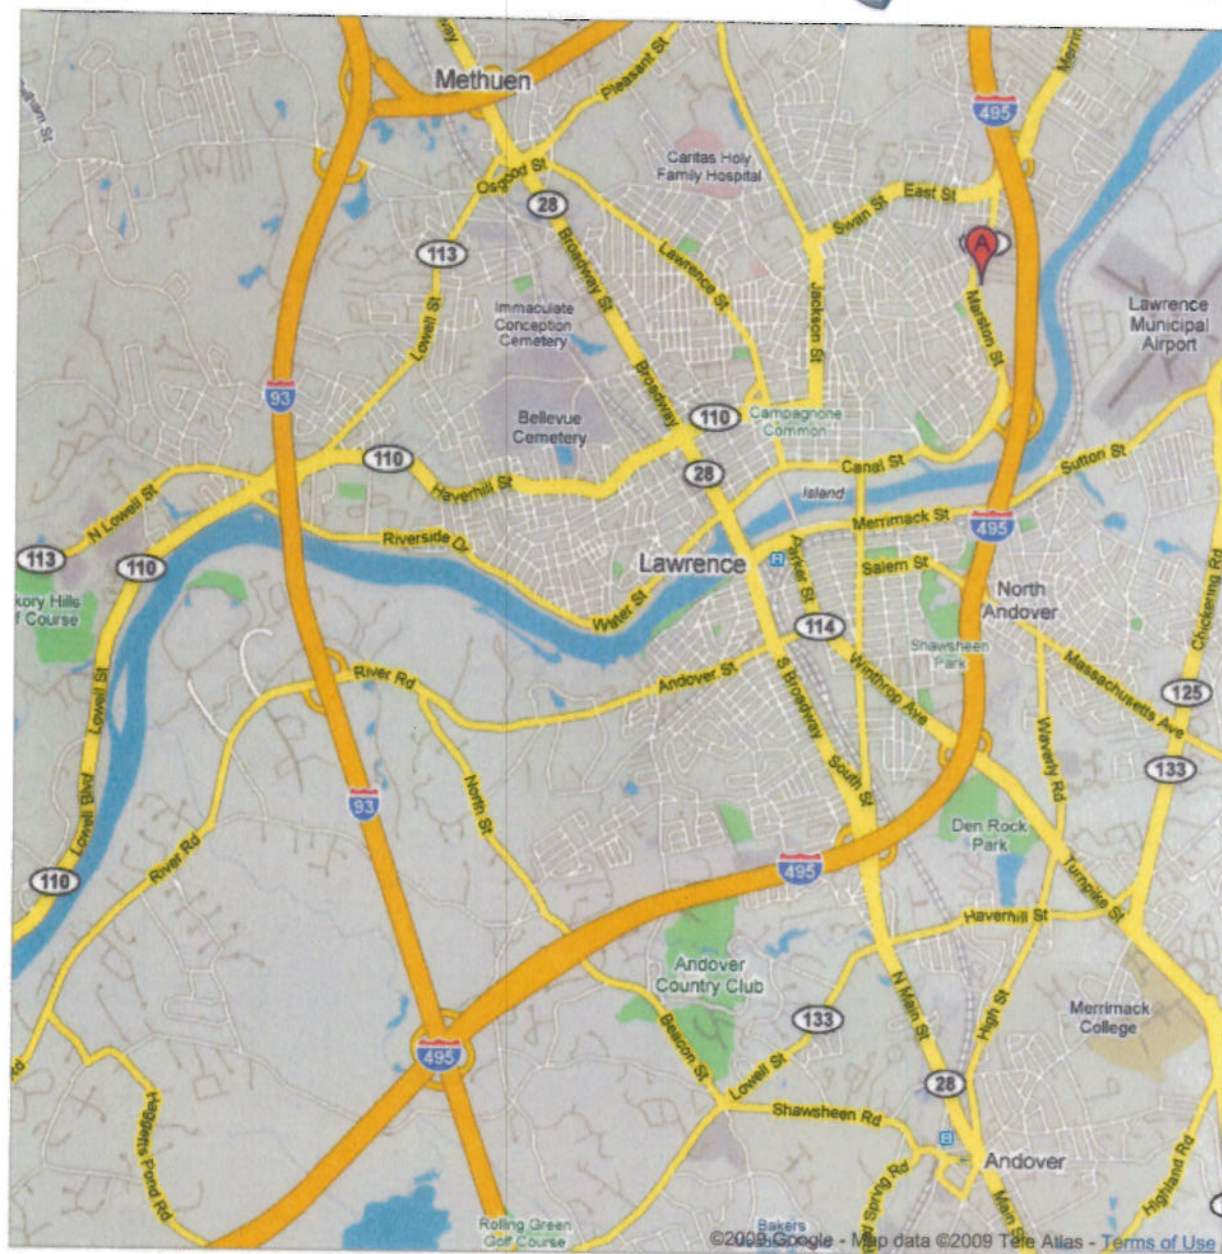 Methuen
Pleasant St
495
Caritas Holy
Family Hospital
Osgood St
28
East St
Swan St
113
Broadway St
Lawrence St
A
Lowell St
Jackson St
Marston St
Immaculate
Conception
Cemetery
Lawrence
Municipal
Airport
93
Broadway
Bellevue
Cemetery
110
Campagnone
Common
110
Haverhill St
28
Canal St
Sutton St
N Lowell St
Island
Merrimack St
495
113
110
Riverside Dr
Lawrence
Parker St
Salem St
North
Andover
Chickering Rd
kory Hills
f Course
Water St
114
Shawsheen
Park
Lowell St
River Rd
Andover St
S Broadway
Winthrop Ave
Massachusetts Ave
125
Waverly Rd
133
Lowell Blvd
93
North St
South St
River Rd
Den Rock
Park
110
495
Turnpike St
Haverhill St
Andover
Country Club
N Main St
High St
Merrimack
College
133
Beacon St
495
Lowell St
28
Haggetts Pond Rd
Shawsheen Rd
Andover
Highland Rd
Main St
Rolling Green
Golf Course
Bakers
©2009 Google - Map data ©2009 Tele Atlas - Terms of Use